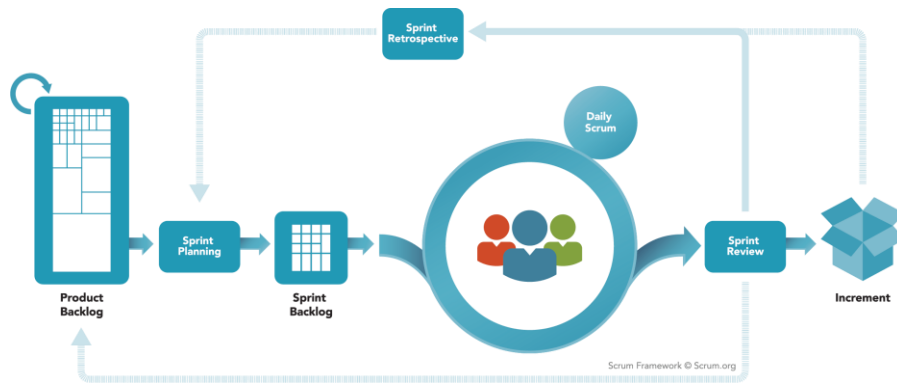 Sprint
Retrospective
Daily
Scrum
Sprint
Planning
Sprint
Review
Product
Backlog
Sprint
Backlog
Increment
Scrum Framework © Scrum.org